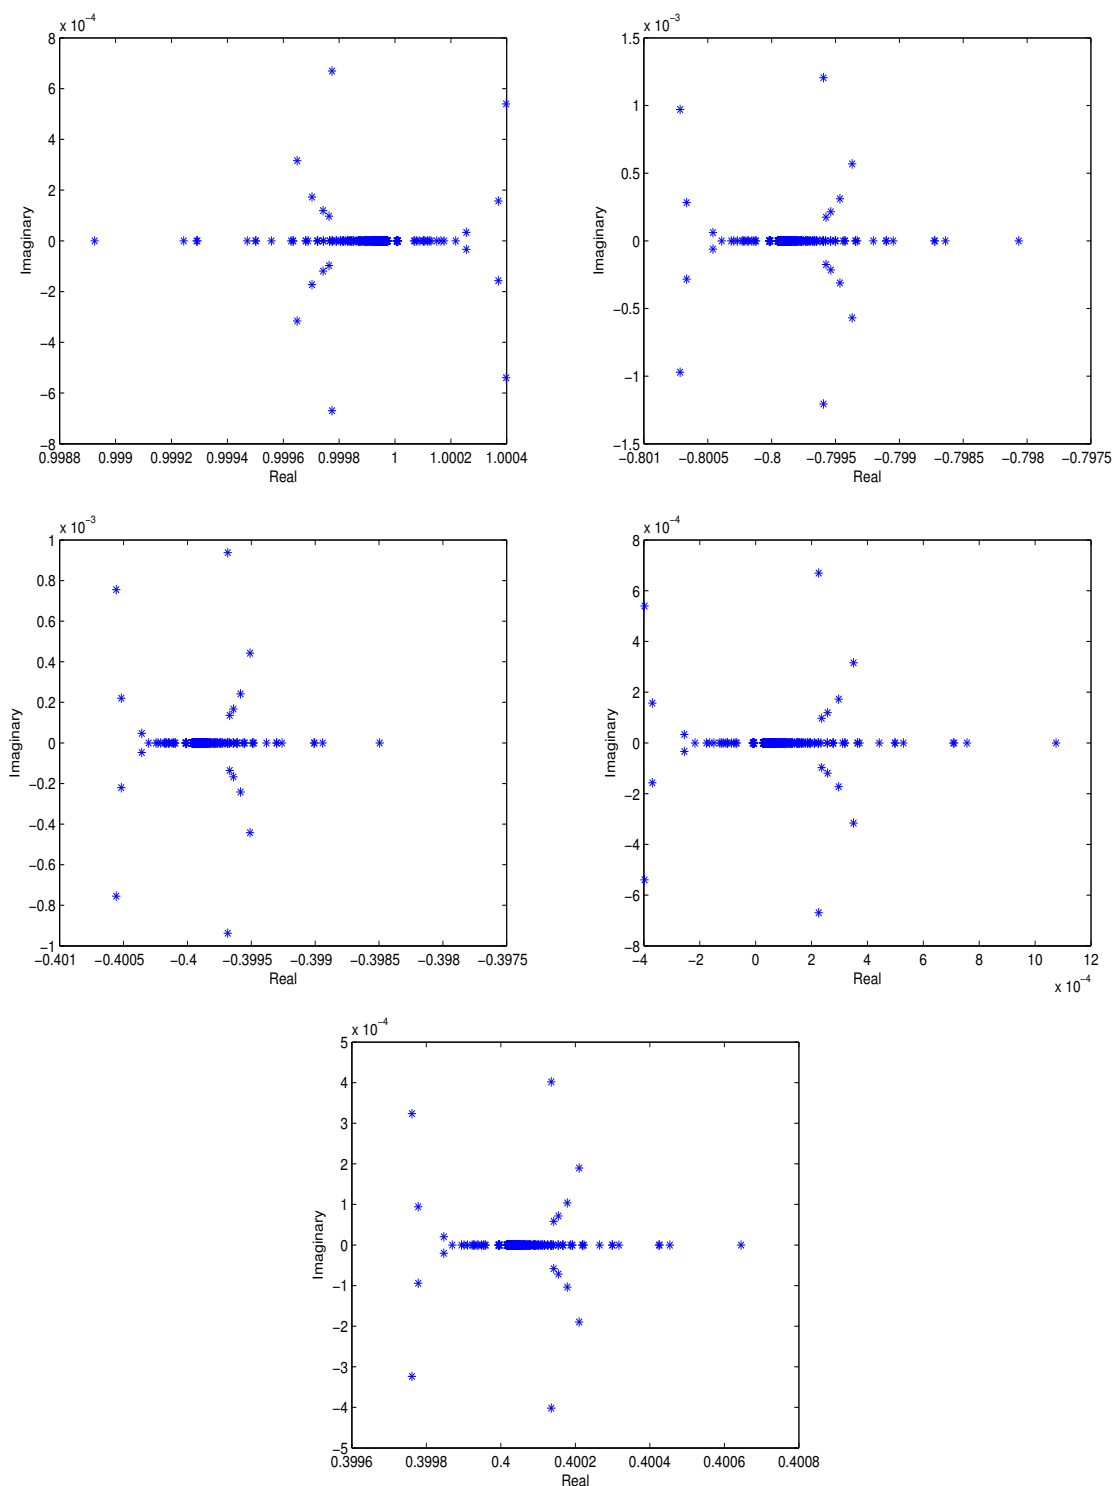 x 10⁻⁴
8
6
4
2
0
−2
−4
−6
−8
0.9988 0.999 0.9992 0.9994 0.9996 0.9998 1 1.0002 1.0004
Real
Imaginary
x 10⁻³
1.5
1
0.5
0
−0.5
−1
−1.5
−0.801 −0.8005 −0.8 −0.7995 −0.799 −0.7985 −0.798 −0.7975
Real
Imaginary
x 10⁻³
1
0.8
0.6
0.4
0.2
0
−0.2
−0.4
−0.6
−0.8
−1
−0.401 −0.4005 −0.4 −0.3995 −0.399 −0.3985 −0.398 −0.3975
Real
Imaginary
x 10⁻⁴
8
6
4
2
0
−2
−4
−6
−8
−4 −2 0 2 4 6 8 10 12
Real
x 10⁻⁴
Imaginary
x 10⁻⁴
5
4
3
2
1
0
−1
−2
−3
−4
−5
0.3996 0.3998 0.4 0.4002 0.4004 0.4006 0.4008
Real
Imaginary